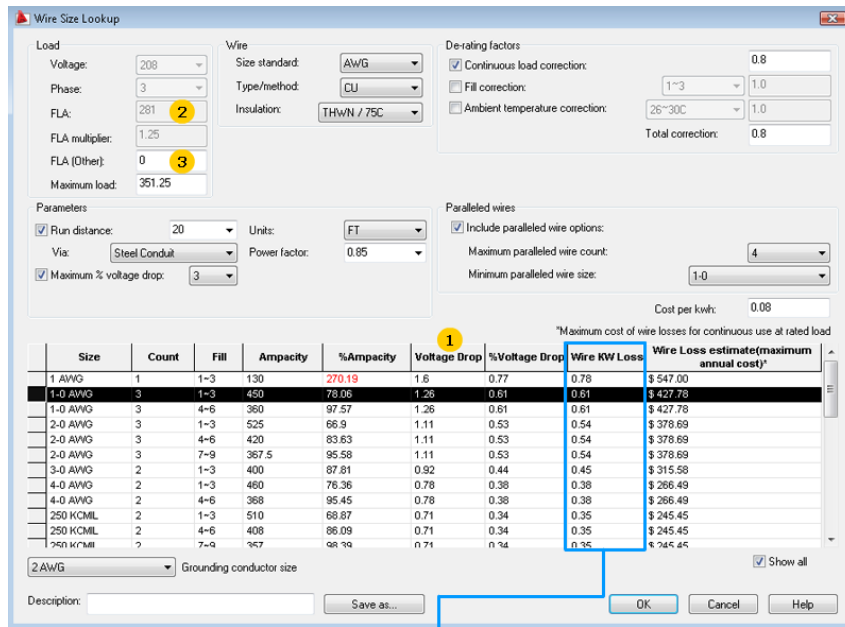 Wire Size Lookup
Load
Voltage: 208
Phase: 3
FLA: 281 2
FLA multiplier: 1.25
FLA (Other): 0 3
Maximum load: 351.25
Wire
Size standard: AWG
Type/method: CU
Insulation: THWN / 75C
De-rating factors
Continuous load correction: 0.8
Fill correction: 1~3 1.0
Ambient temperature correction: 26~30C 1.0
Total correction: 0.8
Parameters
Run distance: 20 Units: FT
Via: Steel Conduit Power factor: 0.85
Maximum % voltage drop: 3
Paralleled wires
Include paralleled wire options:
Maximum paralleled wire count: 4
Minimum paralleled wire size: 1-0
Cost per kwh: 0.08
*Maximum cost of wire losses for continuous use at rated load
1
Size Count Fill Ampacity %Ampacity Voltage Drop %Voltage Drop Wire KW Loss Wire Loss estimate(maximum annual cost)*
1 AWG 1 1~3 130 270.19 1.6 0.77 0.78 $ 547.00
1-0 AWG 3 1~3 450 78.06 1.26 0.61 0.61 $ 427.78
1-0 AWG 3 4~6 360 97.57 1.26 0.61 0.61 $ 427.78
2-0 AWG 3 1~3 525 66.9 1.11 0.53 0.54 $ 378.69
2-0 AWG 3 4~6 420 83.63 1.11 0.53 0.54 $ 378.69
2-0 AWG 3 7~9 367.5 95.58 1.11 0.53 0.54 $ 378.69
3-0 AWG 2 1~3 400 87.81 0.92 0.44 0.45 $ 315.58
4-0 AWG 2 1~3 460 76.36 0.78 0.38 0.38 $ 266.49
4-0 AWG 2 4~6 368 95.45 0.78 0.38 0.38 $ 266.49
250 KCMIL 2 1~3 510 68.87 0.71 0.34 0.35 $ 245.45
250 KCMIL 2 4~6 408 86.09 0.71 0.34 0.35 $ 245.45
250 KCMIL 2 7~9 357 98.39 0.71 0.34 0.35 $ 245.45
2 AWG Grounding conductor size
Show all
Description: Save as... OK Cancel Help